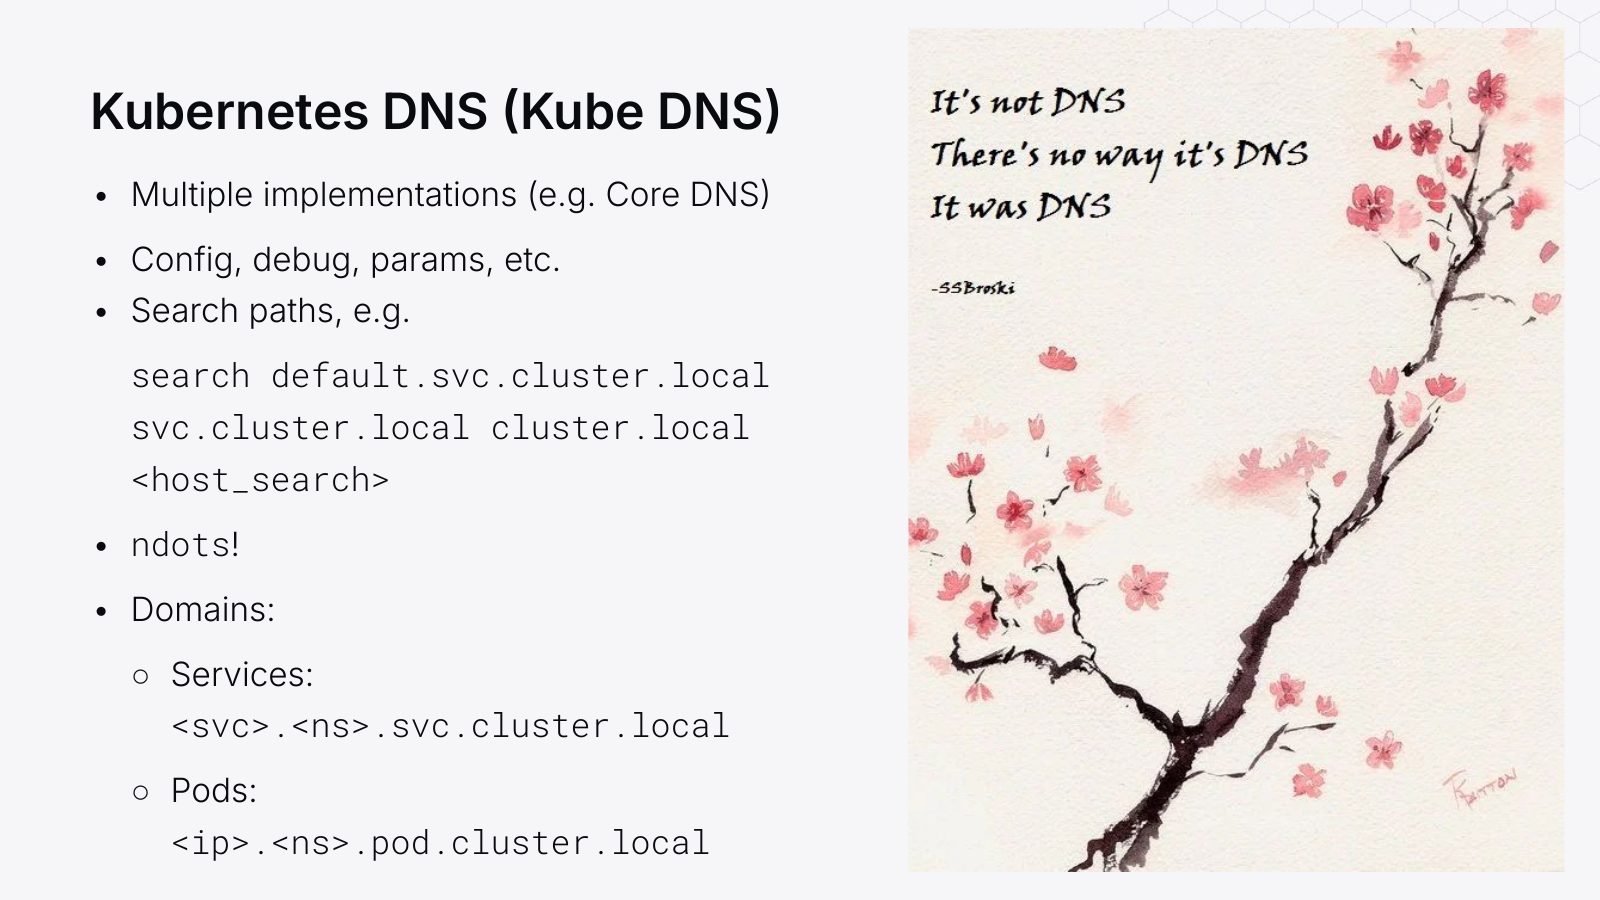 Kubernetes DNS (Kube DNS)
• Multiple implementations (e.g. Core DNS)
• Config, debug, params, etc.
• Search paths, e.g.
search default.svc.cluster.local
svc.cluster.local cluster.local
<host_search>
• ndots!
• Domains:
○ Services:
<svc>.<ns>.svc.cluster.local
○ Pods:
<ip>.<ns>.pod.cluster.local
It's not DNS
There's no way it's DNS
It was DNS
-SSBroski